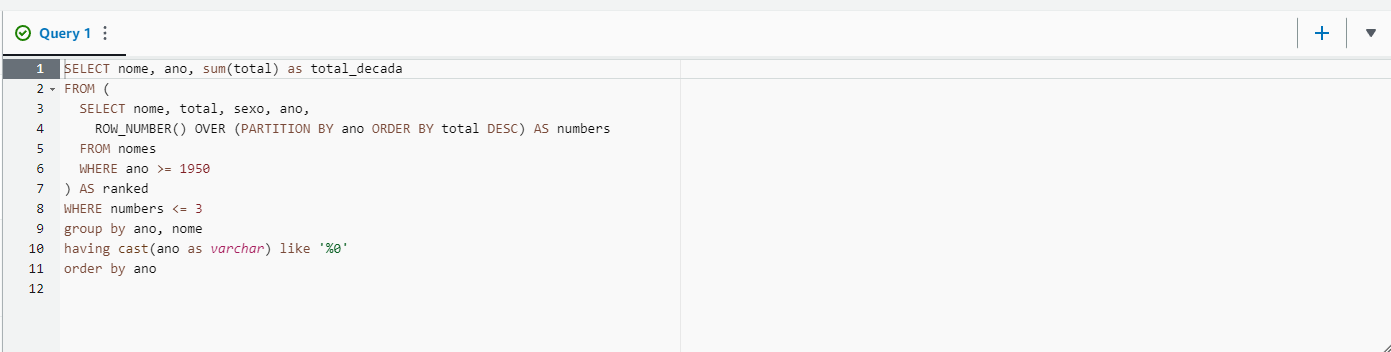 Query 1
1 SELECT nome, ano, sum(total) as total_decada
2 FROM (
3 SELECT nome, total, sexo, ano,
4 ROW_NUMBER() OVER (PARTITION BY ano ORDER BY total DESC) AS numbers
5 FROM nomes
6 WHERE ano >= 1950
7 ) AS ranked
8 WHERE numbers <= 3
9 group by ano, nome
10 having cast(ano as varchar) like '%0'
11 order by ano
12